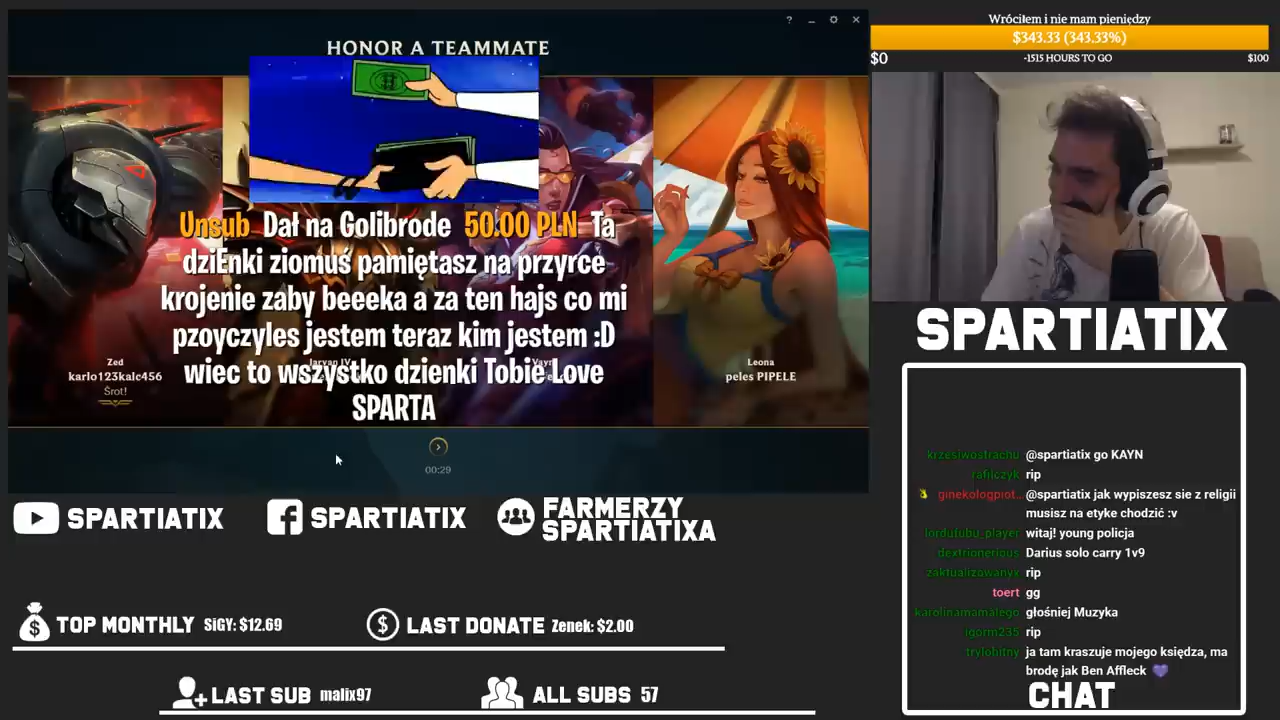 HONOR A TEAMMATE
Unsub Dał na Golibrode 50.00 PLN Ta
dziEnki ziomuś pamiętasz na przyrce
krojenie zaby beeeka a za ten hajs co mi
pzoyczyles jestem teraz kim jestem :D
wiec to wszystko dzienki Tobie Love
SPARTA
Zed
karlo123kalc456
Śrot!
Jarvan IV
Leona
peles PIPELE
00:29
Wróciłem i nie mam pieniędzy
$343.33 (343.33%)
$0 -1515 HOURS TO GO $100
SPARTIATIX
krzesiwostrachu @spartiatix go KAYN
rafilczyk rip
ginekologpiot... @spartiatix jak wypiszesz sie z religii
musisz na etyke chodzić :v
lordufubu_player witaj! young policja
dextrionerious Darius solo carry 1v9
zaktualizowanyx rip
toert gg
karolinamamalego głośniej Muzyka
igorm235 rip
trylobitny ja tam kraszuje mojego księdza, ma
brodę jak Ben Affleck
CHAT
SPARTIATIX
SPARTIATIX
FARMERZY
SPARTIATIXA
TOP MONTHLY SiGY: $12.69
LAST DONATE Zenek: $2.00
LAST SUB malix97
ALL SUBS 57